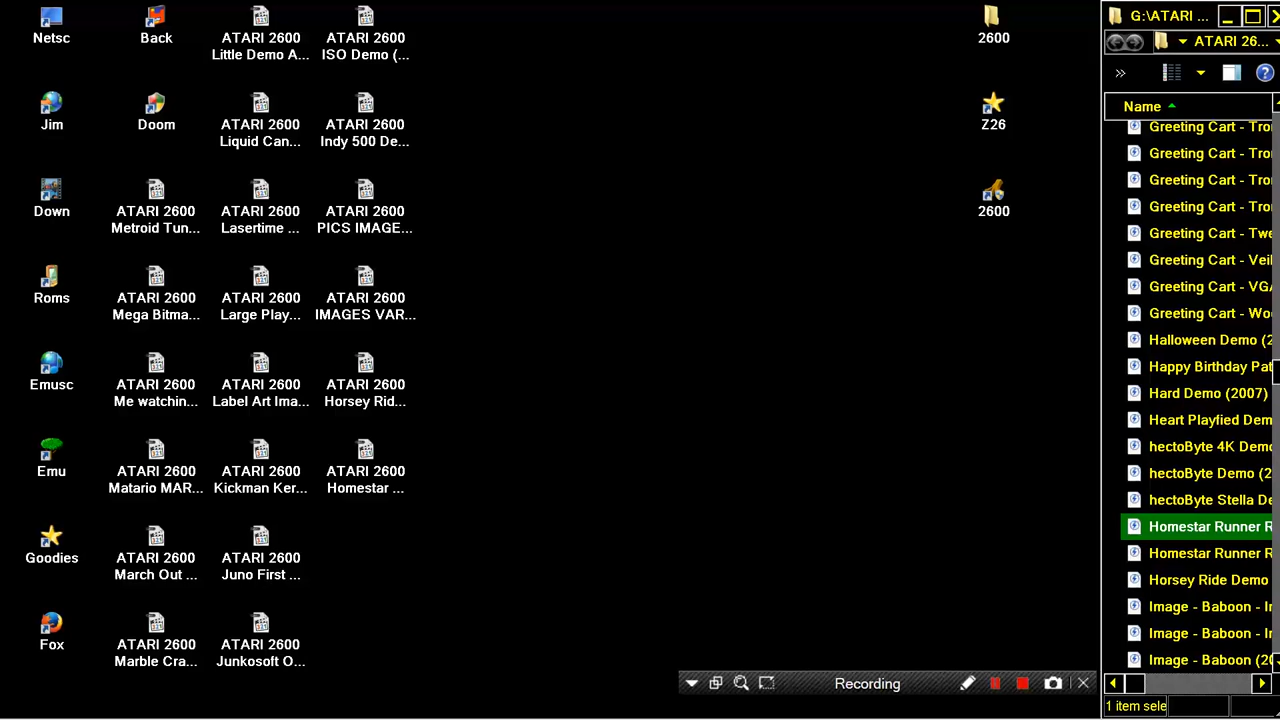 Netsc
Back
ATARI 2600
Little Demo A...
ATARI 2600
ISO Demo (...
2600
Jim
Doom
ATARI 2600
Liquid Can...
ATARI 2600
Indy 500 De...
Z26
Down
ATARI 2600
Metroid Tun...
ATARI 2600
Lasertime ...
ATARI 2600
PICS IMAGE...
2600
Roms
ATARI 2600
Mega Bitma...
ATARI 2600
Large Play...
ATARI 2600
IMAGES VAR...
Emusc
ATARI 2600
Me watchin...
ATARI 2600
Label Art Ima...
ATARI 2600
Horsey Rid...
Emu
ATARI 2600
Matario MAR...
ATARI 2600
Kickman Ker...
ATARI 2600
Homestar ...
Goodies
ATARI 2600
March Out ...
ATARI 2600
Juno First ...
Fox
ATARI 2600
Marble Cra...
ATARI 2600
Junkosoft O...
Recording
G:\ATARI ...
ATARI 26...
»
Name
Greeting Cart - Tro
Greeting Cart - Tro
Greeting Cart - Tro
Greeting Cart - Tro
Greeting Cart - Twe
Greeting Cart - Veil
Greeting Cart - VGA
Greeting Cart - Wo
Halloween Demo (2
Happy Birthday Pat
Hard Demo (2007)
Heart Playfied Dem
hectoByte 4K Demo
hectoByte Demo (2
hectoByte Stella De
Homestar Runner R
Homestar Runner R
Horsey Ride Demo
Image - Baboon - I
Image - Baboon - I
Image - Baboon (20
1 item sele